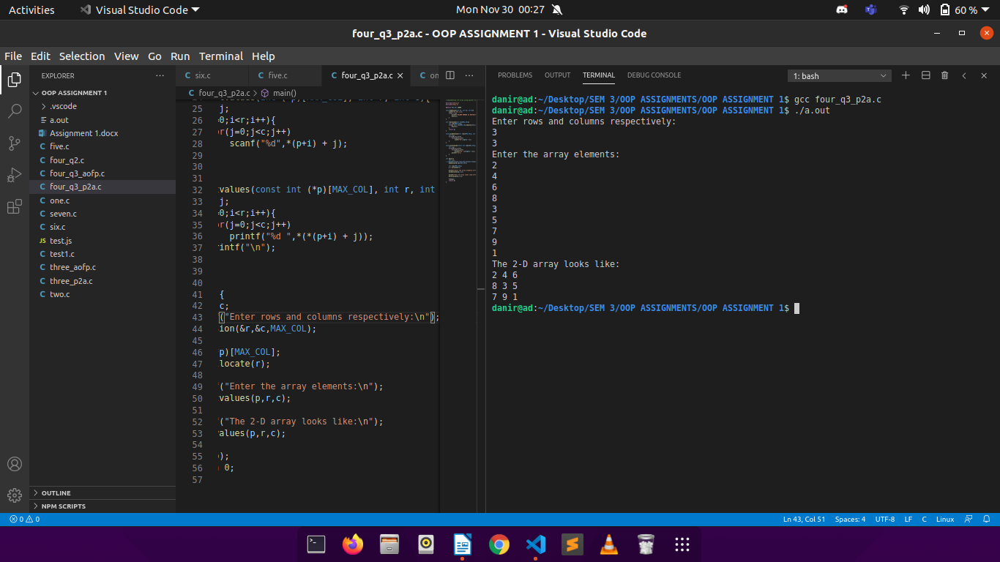 Activities
Visual Studio Code
Mon Nov 30 00:27
60 %
four_q3_p2a.c - OOP ASSIGNMENT 1 - Visual Studio Code
File Edit Selection View Go Run Terminal Help
EXPLORER
OOP ASSIGNMENT 1
.vscode
a.out
Assignment 1.docx
five.c
four_q2.c
four_q3_aofp.c
four_q3_p2a.c
one.c
seven.c
six.c
test.js
test1.c
three_aofp.c
three_p2a.c
two.c
OUTLINE
NPM SCRIPTS
C six.c C five.c C four_q3_p2a.c C on
C four_q3_p2a.c > main()
25 j;
26 =0;i<r;i++){
27 or(j=0;j<c;j++)
28 scanf("%d",*(p+i) + j);
29
30
31
32 values(const int (*p)[MAX_COL], int r, int
33 j;
34 =0;i<r;i++){
35 or(j=0;j<c;j++)
36 printf("%d ",*(*(p+i) + j));
37 rintf("\n");
38
39
40
41 {
42 c;
43 f("Enter rows and columns respectively:\n");
44 ion(&r,&c,MAX_COL);
45
46 p)[MAX_COL];
47 locate(r);
48
49 f("Enter the array elements:\n");
50 values(p,r,c);
51
52 f("The 2-D array looks like:\n");
53 values(p,r,c);
54
55 );
56 0;
57
PROBLEMS OUTPUT TERMINAL DEBUG CONSOLE
1: bash
danir@ad:~/Desktop/SEM 3/OOP ASSIGNMENTS/OOP ASSIGNMENT 1$ gcc four_q3_p2a.c
danir@ad:~/Desktop/SEM 3/OOP ASSIGNMENTS/OOP ASSIGNMENT 1$ ./a.out
Enter rows and columns respectively:
3
3
Enter the array elements:
2
4
6
8
3
5
7
9
1
The 2-D array looks like:
2 4 6
8 3 5
7 9 1
danir@ad:~/Desktop/SEM 3/OOP ASSIGNMENTS/OOP ASSIGNMENT 1$
0 0
Ln 43, Col 51 Spaces: 4 UTF-8 LF C Linux